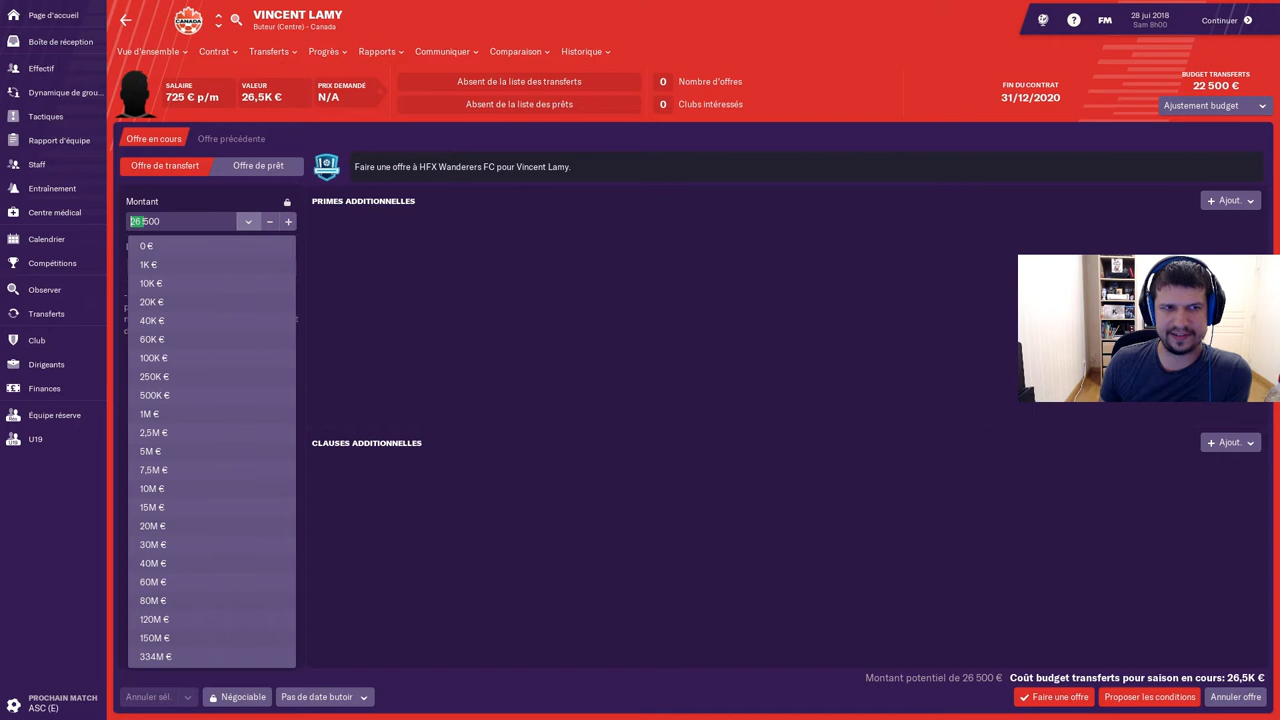 Page d'accueil
Boîte de réception
Effectif
Dynamique de grou...
Tactiques
Rapport d'équipe
Staff
Entraînement
Centre médical
Calendrier
Compétitions
Observer
Transferts
Club
Dirigeants
Finances
Équipe réserve
U19
PROCHAIN MATCH
ASC (E)
CANADA
VINCENT LAMY
Buteur (Centre) - Canada
FM
28 jui 2018
Sam 8h00
Continuer
Vue d'ensemble
Contrat
Transferts
Progrès
Rapports
Communiquer
Comparaison
Historique
SALAIRE
725 € p/m
VALEUR
26,5K €
PRIX DEMANDÉ
N/A
Absent de la liste des transferts
Absent de la liste des prêts
0 Nombre d'offres
0 Clubs intéressés
FIN DU CONTRAT
31/12/2020
BUDGET TRANSFERTS
22 500 €
Ajustement budget
Offre en cours
Offre précédente
Offre de transfert
Offre de prêt
Faire une offre à HFX Wanderers FC pour Vincent Lamy.
Montant
26 500
0 €
1K €
10K €
20K €
40K €
60K €
100K €
250K €
500K €
1M €
2,5M €
5M €
7,5M €
10M €
15M €
20M €
30M €
40M €
60M €
80M €
120M €
150M €
334M €
PRIMES ADDITIONNELLES
Ajout.
CLAUSES ADDITIONNELLES
Ajout.
Montant potentiel de 26 500 €
Coût budget transferts pour saison en cours: 26,5K €
Annuler sél.
Négociable
Pas de date butoir
Faire une offre
Proposer les conditions
Annuler offre